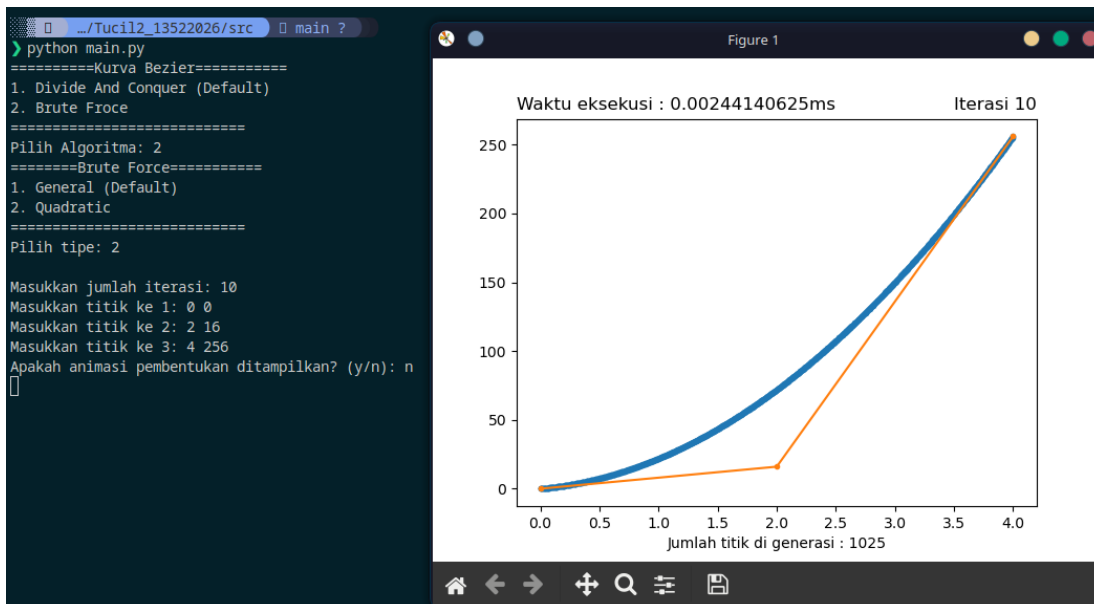 …/Tucil2_13522026/src main ?
❯ python main.py
==========Kurva Bezier===========
1. Divide And Conquer (Default)
2. Brute Froce
============================
Pilih Algoritma: 2
========Brute Force===========
1. General (Default)
2. Quadratic
============================
Pilih tipe: 2
Masukkan jumlah iterasi: 10
Masukkan titik ke 1: 0 0
Masukkan titik ke 2: 2 16
Masukkan titik ke 3: 4 256
Apakah animasi pembentukan ditampilkan? (y/n): n
Figure 1
Waktu eksekusi : 0.00244140625ms Iterasi 10
250
200
150
100
50
0
0.0 0.5 1.0 1.5 2.0 2.5 3.0 3.5 4.0
Jumlah titik di generasi : 1025